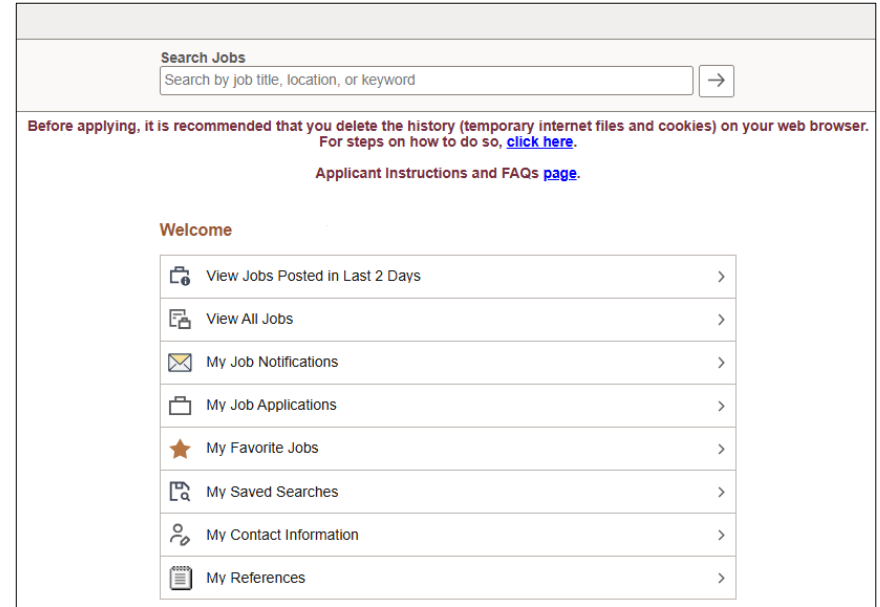 Search Jobs
Search by job title, location, or keyword
Before applying, it is recommended that you delete the history (temporary internet files and cookies) on your web browser.
For steps on how to do so, click here.
Applicant Instructions and FAQs page.
Welcome
View Jobs Posted in Last 2 Days
View All Jobs
My Job Notifications
My Job Applications
My Favorite Jobs
My Saved Searches
My Contact Information
My References